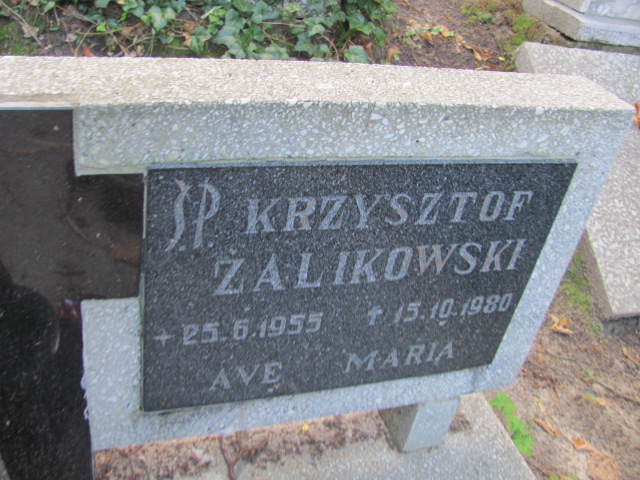 ŚP. KRZYSZTOF
ŻALIKOWSKI
+25.6.1955 †15.10.1980
AVE MARIA